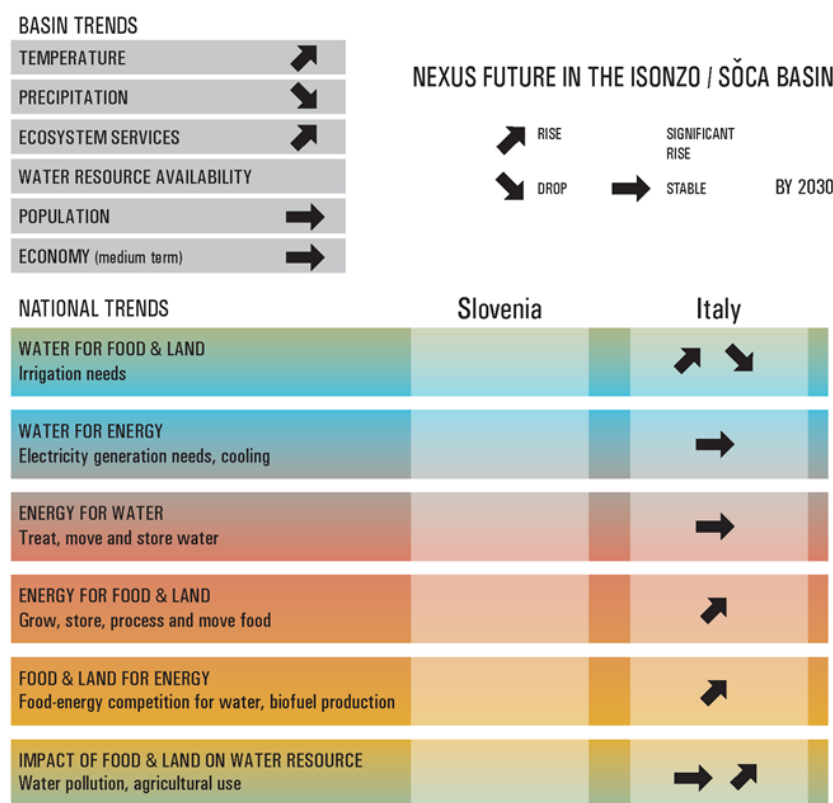 BASIN TRENDS
TEMPERATURE
PRECIPITATION
ECOSYSTEM SERVICES
WATER RESOURCE AVAILABILITY
POPULATION
ECONOMY (medium term)
NEXUS FUTURE IN THE ISONZO / SǑCA BASIN
RISE
SIGNIFICANT
RISE
DROP
STABLE
BY 2030
NATIONAL TRENDS
Slovenia
Italy
WATER FOR FOOD & LAND
Irrigation needs
WATER FOR ENERGY
Electricity generation needs, cooling
ENERGY FOR WATER
Treat, move and store water
ENERGY FOR FOOD & LAND
Grow, store, process and move food
FOOD & LAND FOR ENERGY
Food-energy competition for water, biofuel production
IMPACT OF FOOD & LAND ON WATER RESOURCE
Water pollution, agricultural use